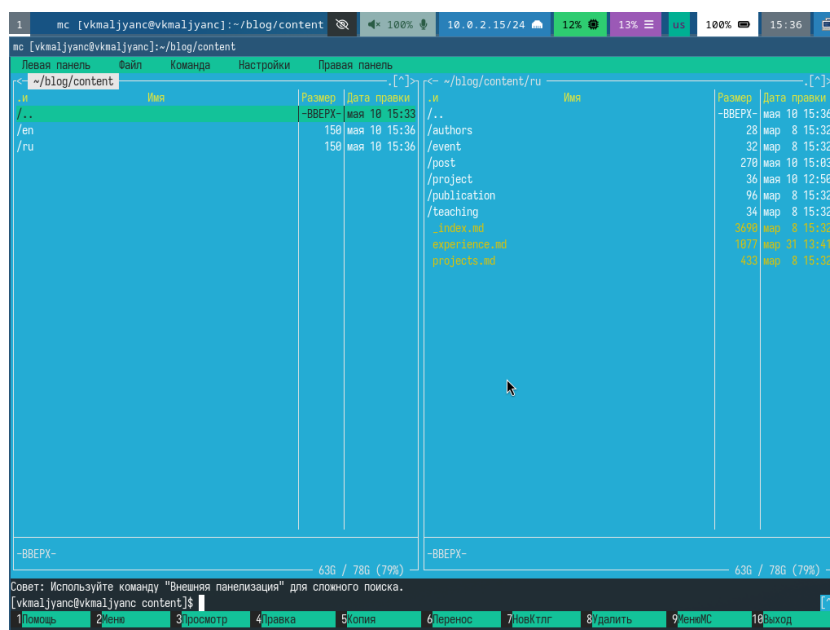 1 mc [vkmaljyanc@vkmaljyanc]:~/blog/content 100% 10.0.2.15/24 12% 13% us 100% 15:36
mc [vkmaljyanc@vkmaljyanc]:~/blog/content
Левая панель Файл Команда Настройки Правая панель
<- ~/blog/content .[^]> <- ~/blog/content/ru .[^]>
.и Имя Размер Дата правки .и Имя Размер Дата правки
/.. -ВВЕРХ- мая 10 15:33 /.. -ВВЕРХ- мая 10 15:36
/en 150 мая 10 15:36 /authors 28 мар 8 15:32
/ru 150 мая 10 15:36 /event 32 мар 8 15:32
/post 270 мая 10 15:03
/project 36 мая 10 12:50
/publication 96 мар 8 15:32
/teaching 34 мар 8 15:32
_index.md 3690 мар 8 15:32
experience.md 1077 мар 31 13:41
projects.md 433 мар 8 15:32
-ВВЕРХ- -ВВЕРХ-
63G / 78G (79%) 63G / 78G (79%)
Совет: Используйте команду "Внешняя панелизация" для сложного поиска.
[vkmaljyanc@vkmaljyanc content]$ [^
1Помощь 2Меню 3Просмотр 4Правка 5Копия 6Перенос 7НовКтлг 8Удалить 9МенюMC 10Выход